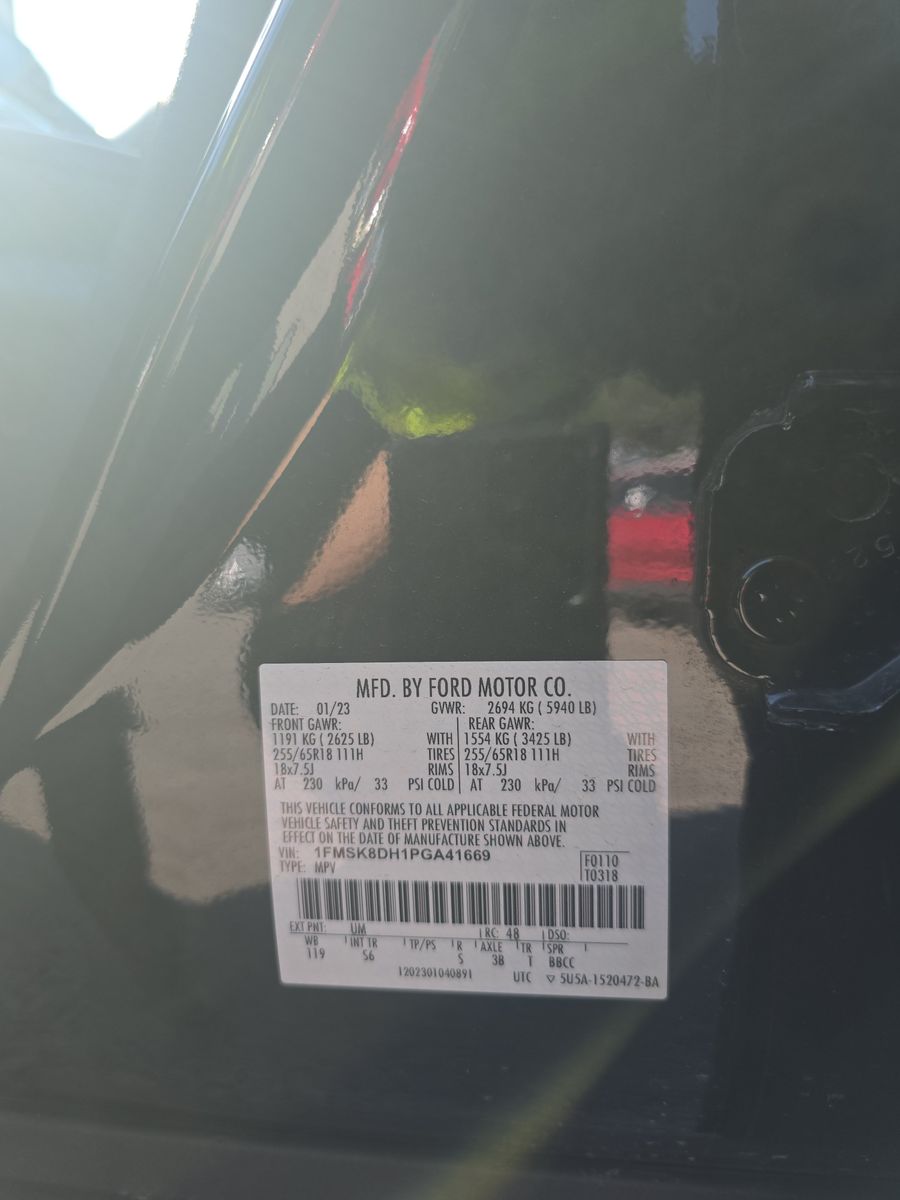 MFD. BY FORD MOTOR CO.
DATE: 01/23 GVWR: 2694 KG ( 5940 LB)
FRONT GAWR: REAR GAWR:
1191 KG ( 2625 LB) WITH 1554 KG ( 3425 LB) WITH
255/65R18 111H TIRES 255/65R18 111H TIRES
18x7.5J RIMS 18x7.5J RIMS
AT 230 kPa/ 33 PSI COLD AT 230 kPa/ 33 PSI COLD
THIS VEHICLE CONFORMS TO ALL APPLICABLE FEDERAL MOTOR
VEHICLE SAFETY AND THEFT PREVENTION STANDARDS IN
EFFECT ON THE DATE OF MANUFACTURE SHOWN ABOVE.
VIN: 1FMSK8DH1PGA41669 F0110
TYPE: MPV T0318
EXT PNT: UM RC: 48 DSO:
WB INT TR TP/PS R AXLE TR SPR
119 S6 S 3B T BBCC
1202301040891 UTC ▽ 5U5A-1520472-BA
52